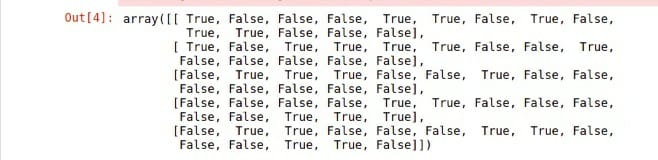 Out[4]: array([[ True, False, False, False, True, True, False, True, False,
True, True, False, False, False],
[ True, False, True, True, True, True, False, False, True,
False, False, False, False, False],
[False, True, True, True, False, False, True, False, False,
False, False, False, False, False],
[False, False, False, False, True, True, False, False, False,
False, False, True, True, True],
[False, True, True, False, False, False, True, True, False,
False, False, True, True, False]])